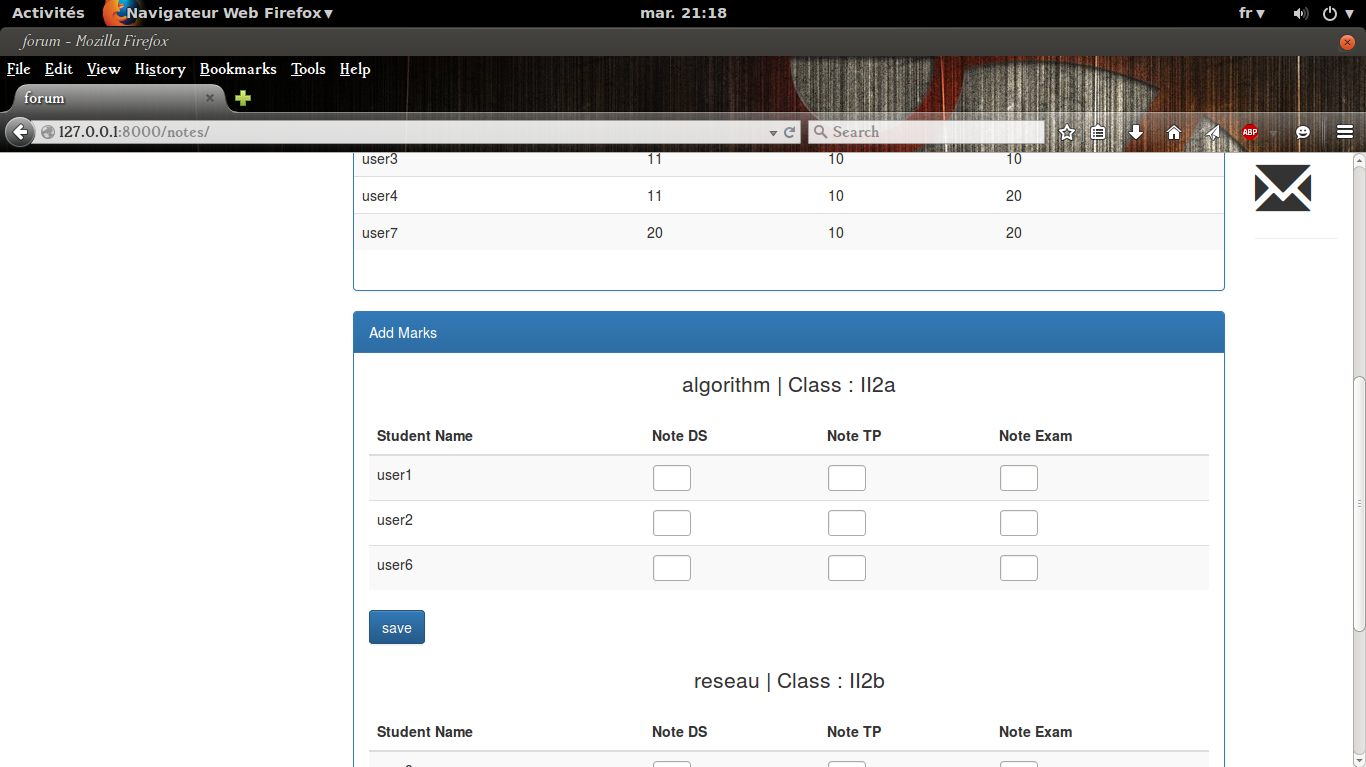 Activités Navigateur Web Firefox mar. 21:18 fr
forum - Mozilla Firefox
File Edit View History Bookmarks Tools Help
forum
127.0.0.1:8000/notes/ Search ABP
user3 11 10 10
user4 11 10 20
user7 20 10 20
Add Marks
algorithm | Class : II2a
Student Name Note DS Note TP Note Exam
user1
user2
user6
save
reseau | Class : II2b
Student Name Note DS Note TP Note Exam